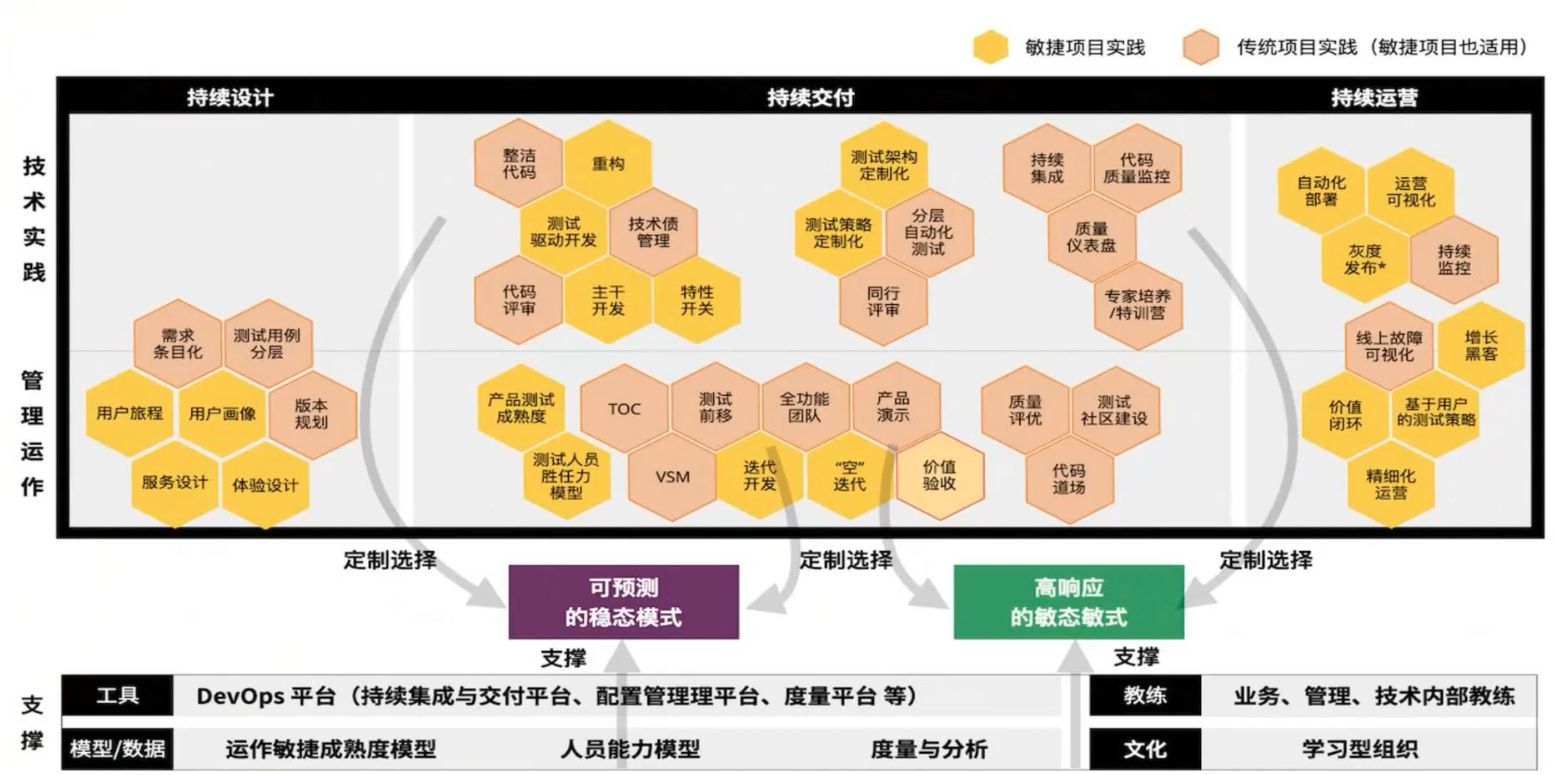 敏捷项目实践
传统项目实践（敏捷项目也适用）
持续设计
持续交付
持续运营
技
术
实
践
整洁
代码
重构
测试
驱动开发
技术债
管理
代码
评审
主干
开发
特性
开关
测试架构
定制化
测试策略
定制化
分层
自动化
测试
同行
评审
持续
集成
代码
质量监控
质量
仪表盘
专家培养
/特训营
自动化
部署
运营
可视化
灰度
发布*
持续
监控
管
理
运
作
需求
条目化
测试用例
分层
用户旅程
用户画像
版本
规划
服务设计
体验设计
产品测试
成熟度
TOC
测试
前移
全功能
团队
产品
演示
测试人员
胜任力
模型
VSM
迭代
开发
“空”
迭代
价值
验收
质量
评优
测试
社区建设
代码
道场
线上故障
可视化
增长
黑客
价值
闭环
基于用户
的测试策略
精细化
运营
定制选择
定制选择
定制选择
可预测
的稳态模式
高响应
的敏态敏式
支撑
支撑
支
撑
工具
DevOps 平台（持续集成与交付平台、配置管理理平台、度量平台 等）
教练
业务、管理、技术内部教练
模型/数据
运作敏捷成熟度模型
人员能力模型
度量与分析
文化
学习型组织